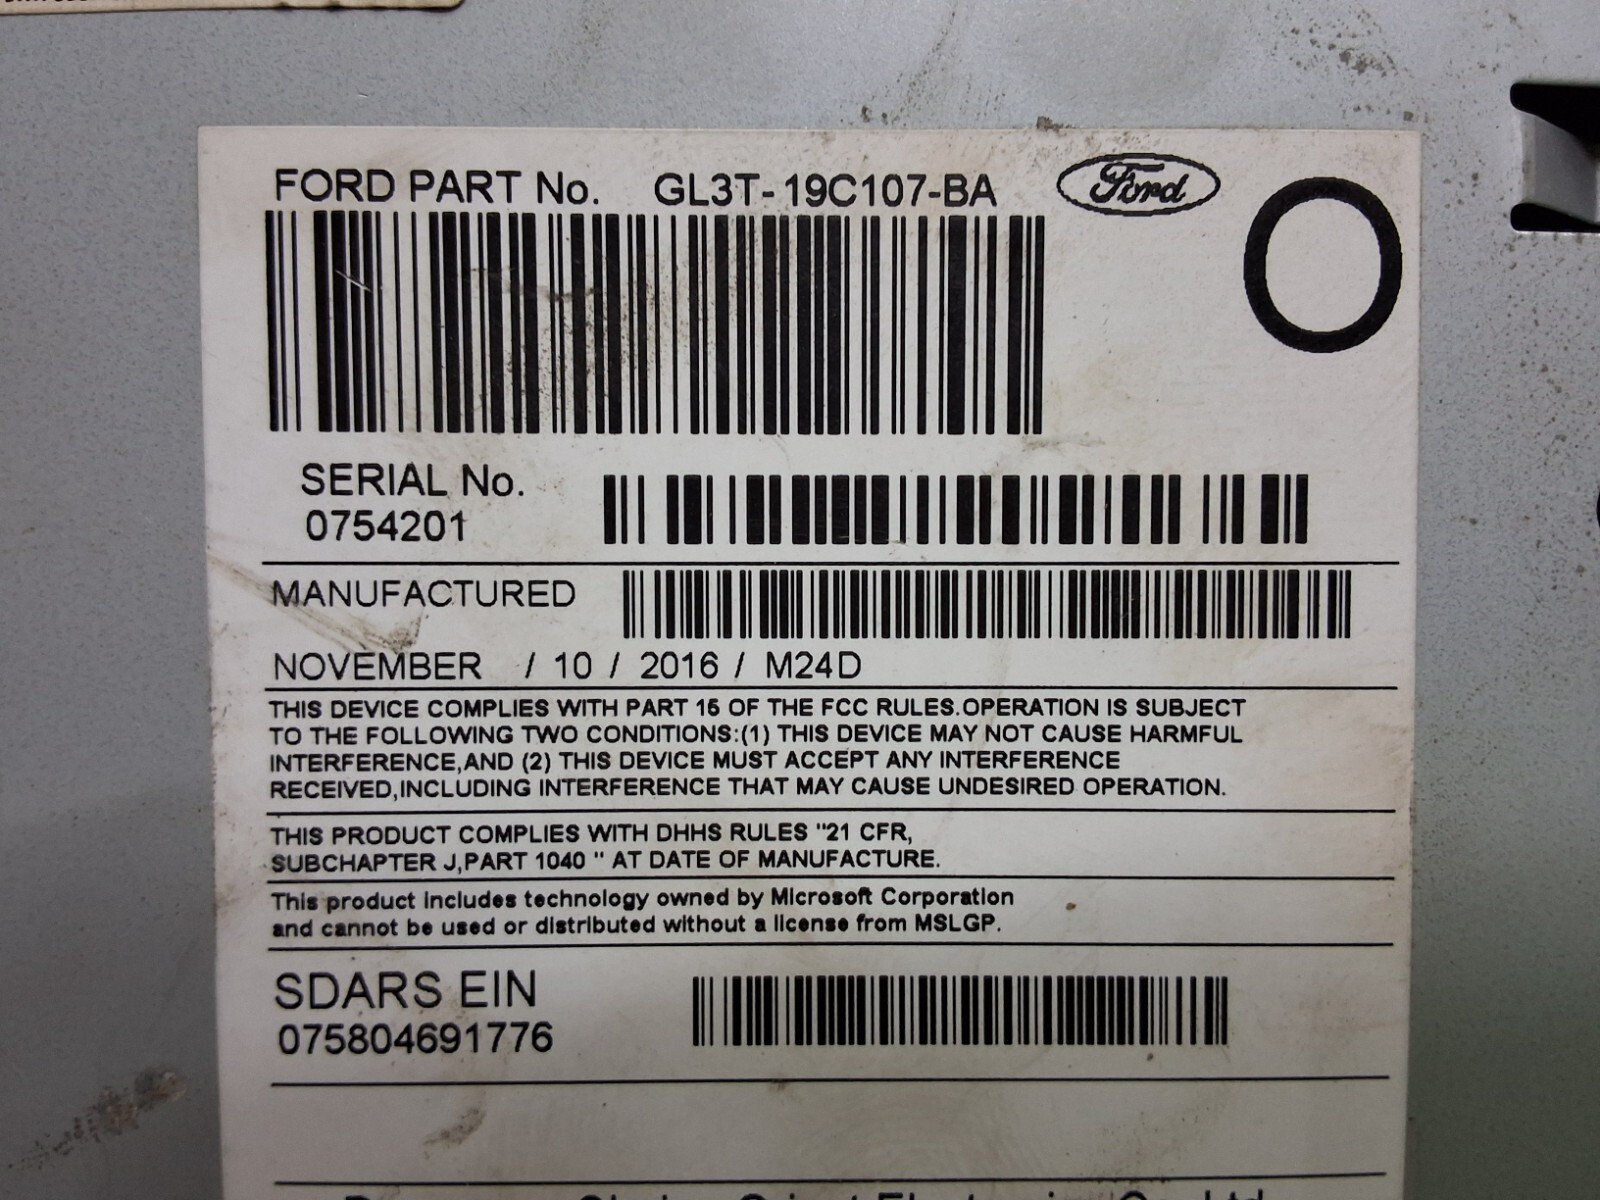 FORD PART No. GL3T-19C107-BA Ford
O
SERIAL No.
0754201
MANUFACTURED
NOVEMBER / 10 / 2016 / M24D
THIS DEVICE COMPLIES WITH PART 15 OF THE FCC RULES.OPERATION IS SUBJECT
TO THE FOLLOWING TWO CONDITIONS:(1) THIS DEVICE MAY NOT CAUSE HARMFUL
INTERFERENCE,AND (2) THIS DEVICE MUST ACCEPT ANY INTERFERENCE
RECEIVED,INCLUDING INTERFERENCE THAT MAY CAUSE UNDESIRED OPERATION.
THIS PRODUCT COMPLIES WITH DHHS RULES "21 CFR,
SUBCHAPTER J,PART 1040 " AT DATE OF MANUFACTURE.
This product includes technology owned by Microsoft Corporation
and cannot be used or distributed without a license from MSLGP.
SDARS EIN
075804691776